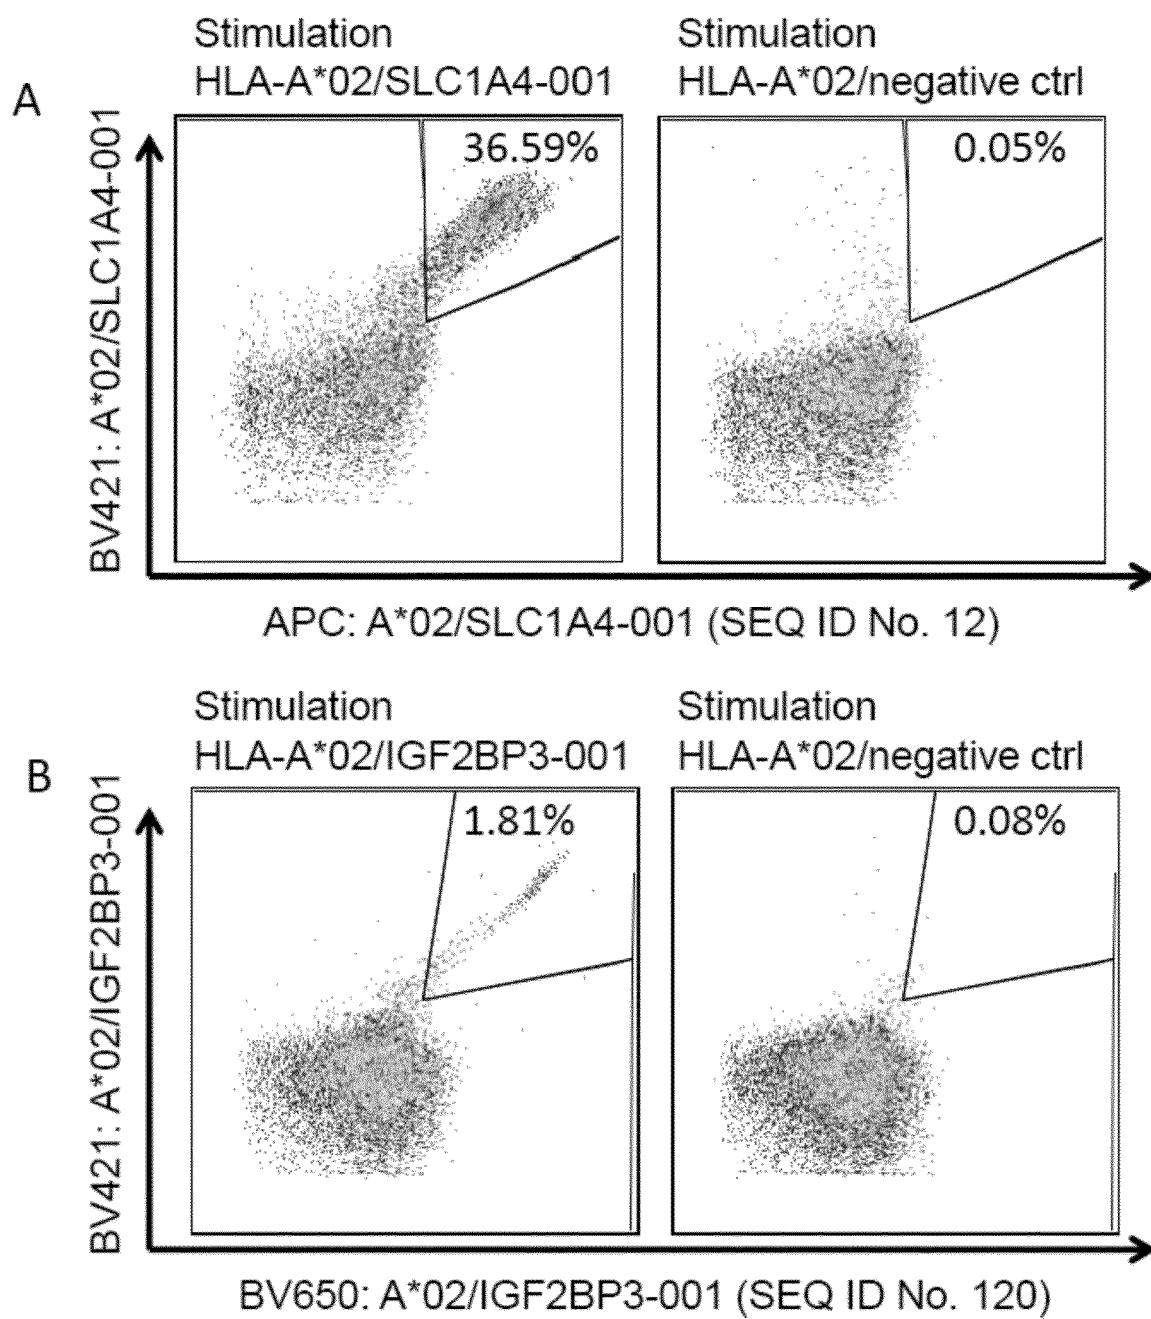 A
Stimulation
HLA-A*02/SLC1A4-001
Stimulation
HLA-A*02/negative ctrl
BV421: A*02/SLC1A4-001
36.59%
0.05%
APC: A*02/SLC1A4-001 (SEQ ID No. 12)
B
Stimulation
HLA-A*02/IGF2BP3-001
Stimulation
HLA-A*02/negative ctrl
BV421: A*02/IGF2BP3-001
1.81%
0.08%
BV650: A*02/IGF2BP3-001 (SEQ ID No. 120)